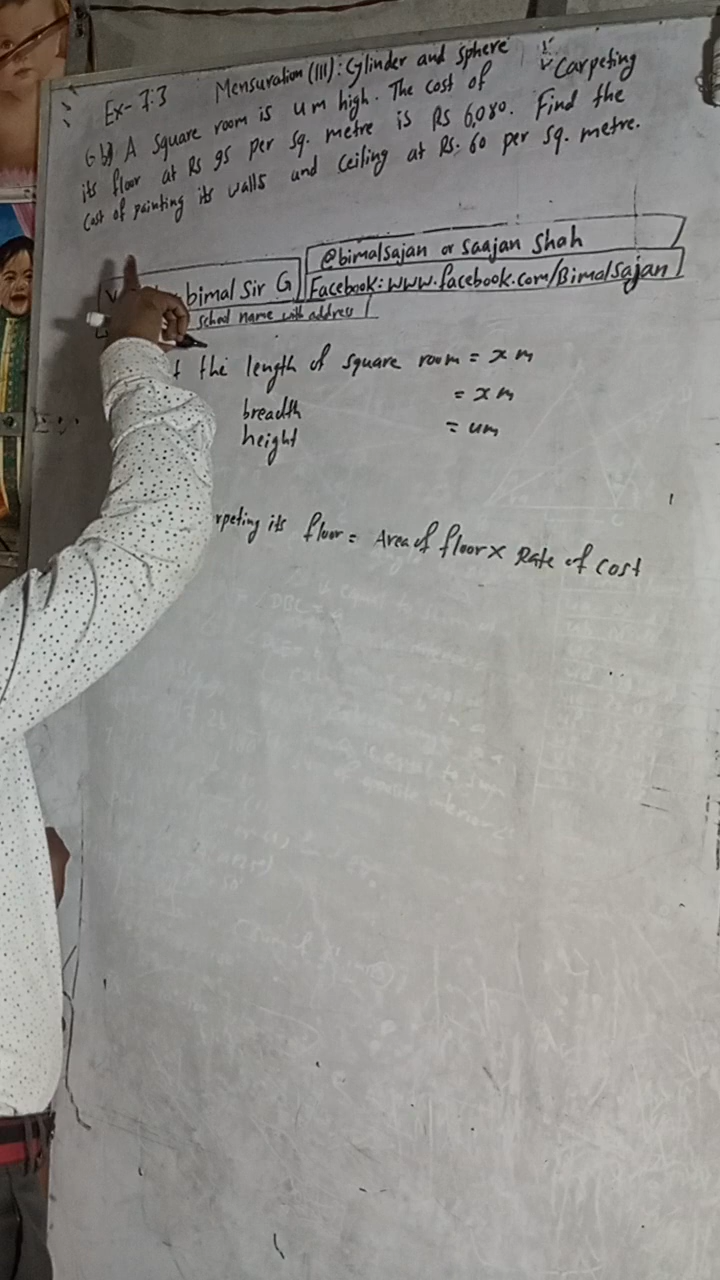 Ex- 7.3 Mensuration (III): Cylinder and sphere
6 b) A square room is 4m high. The cost of Carpeting
its floor at Rs 95 per sq. metre is Rs 6,080. Find the
Cost of painting its walls and ceiling at Rs. 60 per sq. metre.
@bimalsajan or Saajan Shah
bimal Sir G
Facebook: www.facebook.com/Bimalsajan
school name with address
the length of square room = x m
breadth = x m
height = 4m
rpeting its floor = Area of floor × Rate of cost